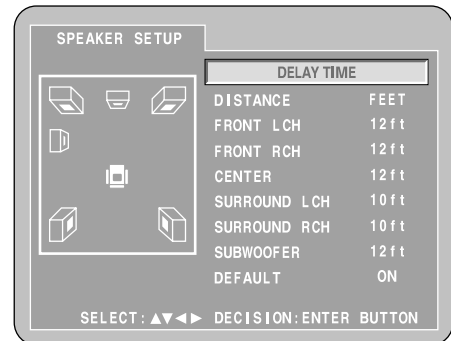 SPEAKER SETUP
DELAY TIME
DISTANCE FEET
FRONT LCH 12ft
FRONT RCH 12ft
CENTER 12ft
SURROUND LCH 10ft
SURROUND RCH 10ft
SUBWOOFER 12ft
DEFAULT ON
SELECT:▲▼◄► DECISION:ENTER BUTTON